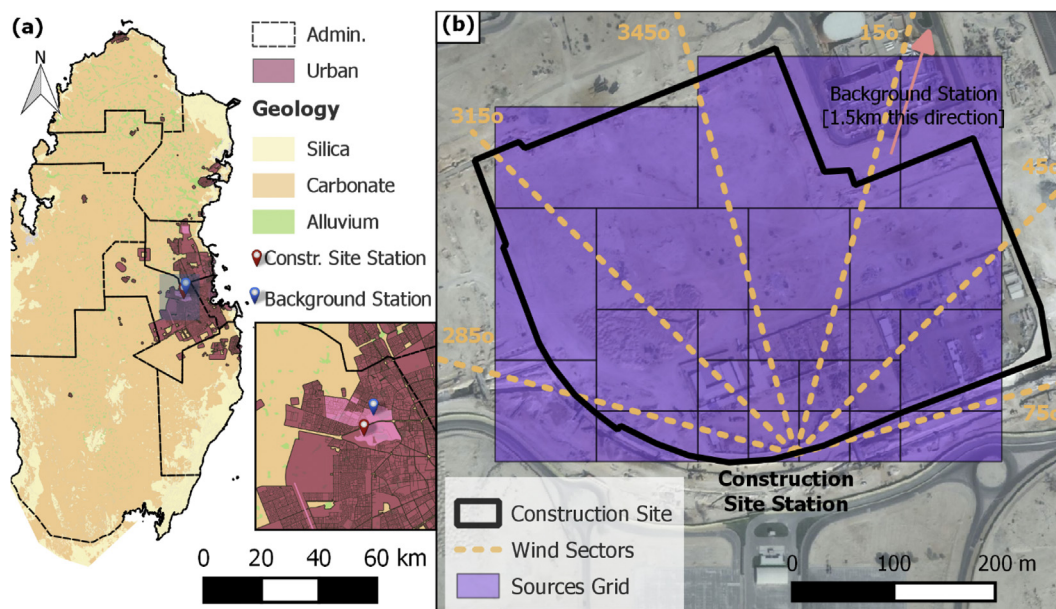 (a)
N
Admin.
Urban
Geology
Silica
Carbonate
Alluvium
Constr. Site Station
Background Station
0 20 40 60 km
(b)
345o
15o
Background Station
[1.5km this direction]
315o
45o
285o
75o
Construction
Site Station
Construction Site
Wind Sectors
Sources Grid
0 100 200 m